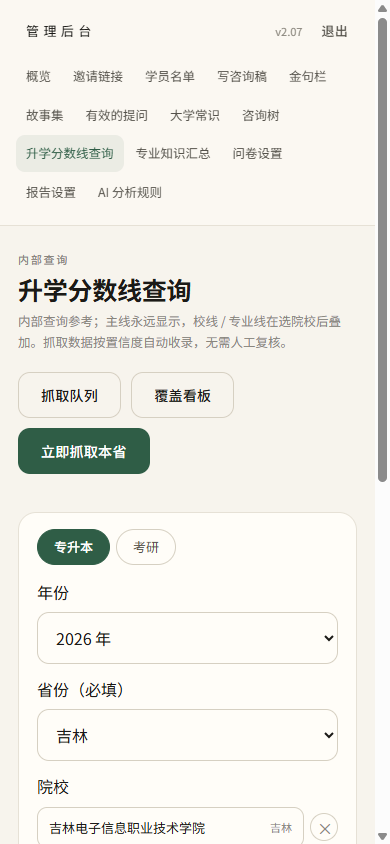 管理后台 v2.07 退出
概览 邀请链接 学员名单 写咨询稿 金句栏
故事集 有效的提问 大学常识 咨询树
升学分数线查询 专业知识汇总 问卷设置
报告设置 AI 分析规则
内部查询
升学分数线查询
内部查询参考；主线永远显示，校线 / 专业线在选院校后叠
加。抓取数据按置信度自动收录，无需人工复核。
抓取队列 覆盖看板
立即抓取本省
专升本 考研
年份
2026 年
省份（必填）
吉林
院校
吉林电子信息职业技术学院 吉林